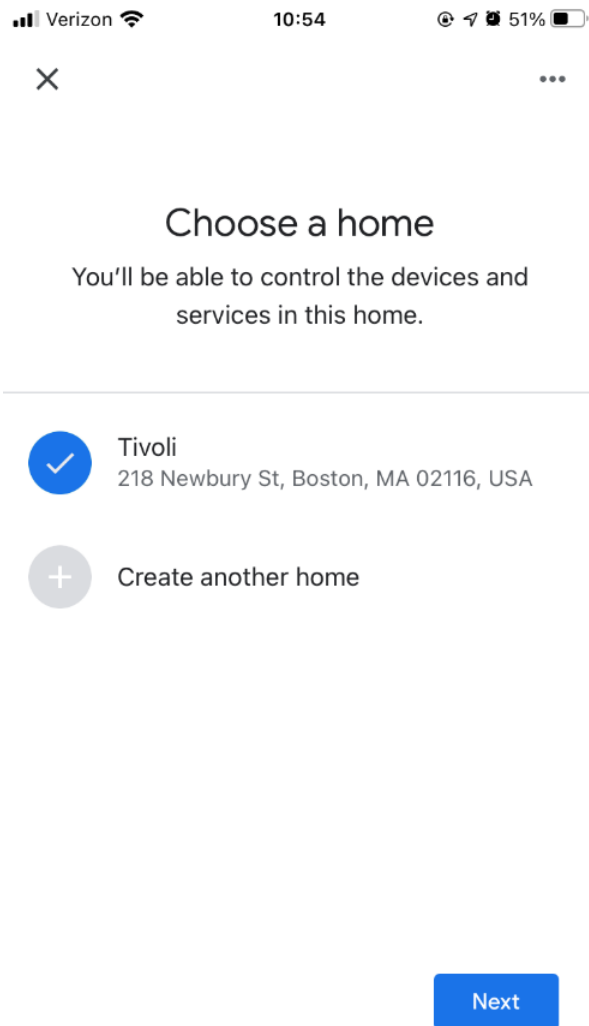 Verizon 10:54 51%
Choose a home
You'll be able to control the devices and
services in this home.
Tivoli
218 Newbury St, Boston, MA 02116, USA
Create another home
Next